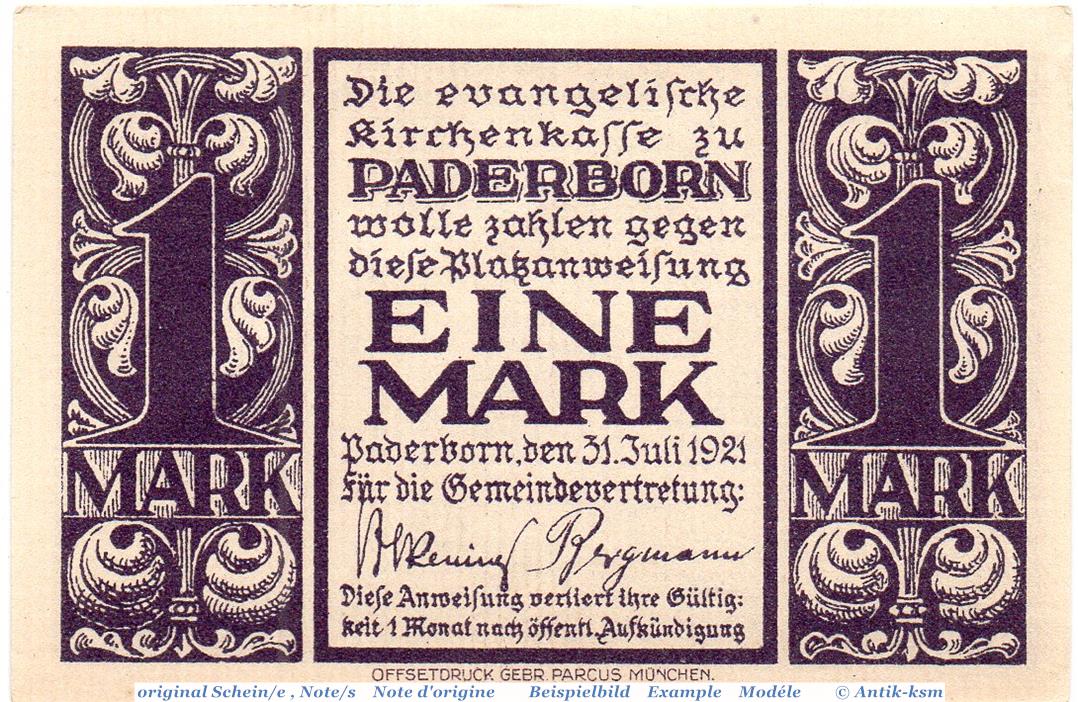 Die evangelische
Kirchenkasse zu
PADERBORN
wolle zahlen gegen
diese Platzanweisung
EINE
MARK
Paderborn, den 31. Juli 1921
Für die Gemeindevertretung:
Bergmann
Diese Anweisung verliert ihre Gültig:
keit 1 Monat nach öffentl. Aufkündigung
1
MARK
1
MARK
OFFSETDRUCK GEBR. PARCUS MÜNCHEN.
original Schein/e , Note/s Note d'origine Beispielbild Example Modéle © Antik-ksm